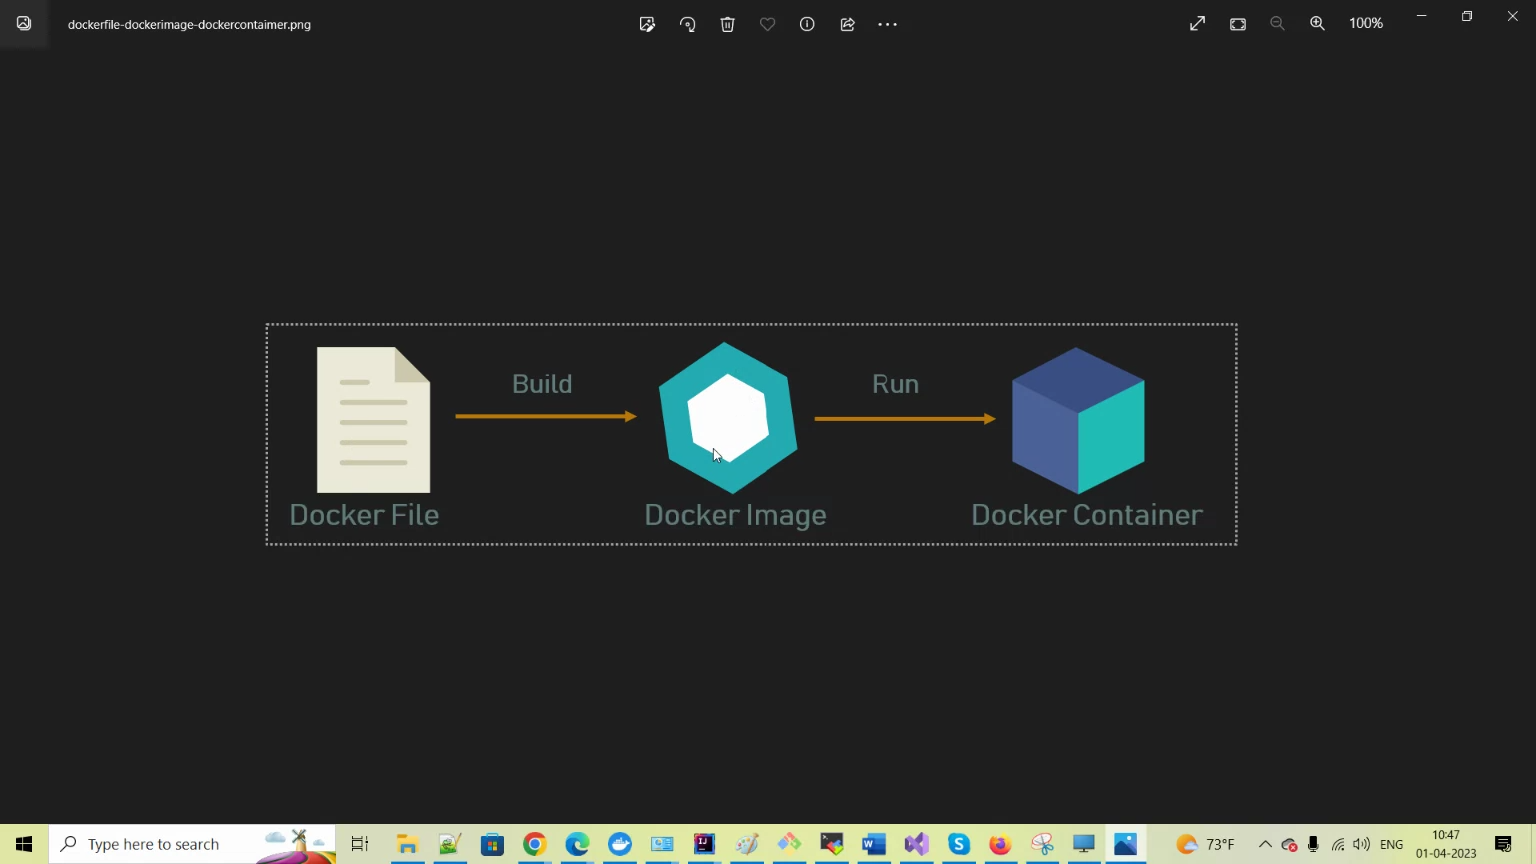 dockerfile-dockerimage-dockercontaimer.png
100%
Build
Run
Docker File
Docker Image
Docker Container
Type here to search
73°F
ENG
10:47
01-04-2023